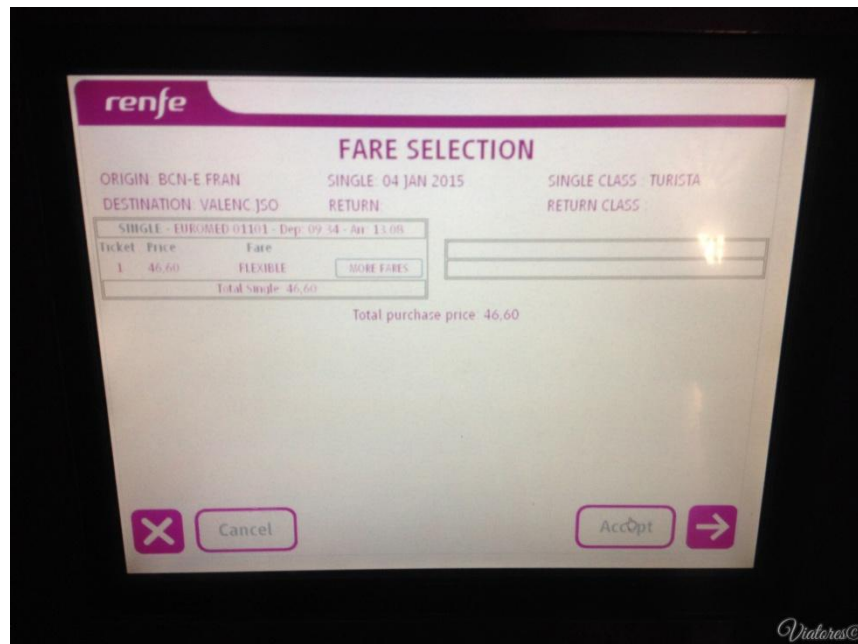 renfe
FARE SELECTION
ORIGIN: BCN-E FRAN SINGLE: 04 JAN 2015 SINGLE CLASS : TURISTA
DESTINATION: VALENC JSO RETURN: RETURN CLASS :
SINGLE - EUROMED 01101 - Dep: 09.34 - Arr: 13.08
Ticket Price Fare
1 46,60 FLEXIBLE MORE FARES
Total Single: 46,60
Total purchase price: 46,60
Cancel Accept
Viatores©